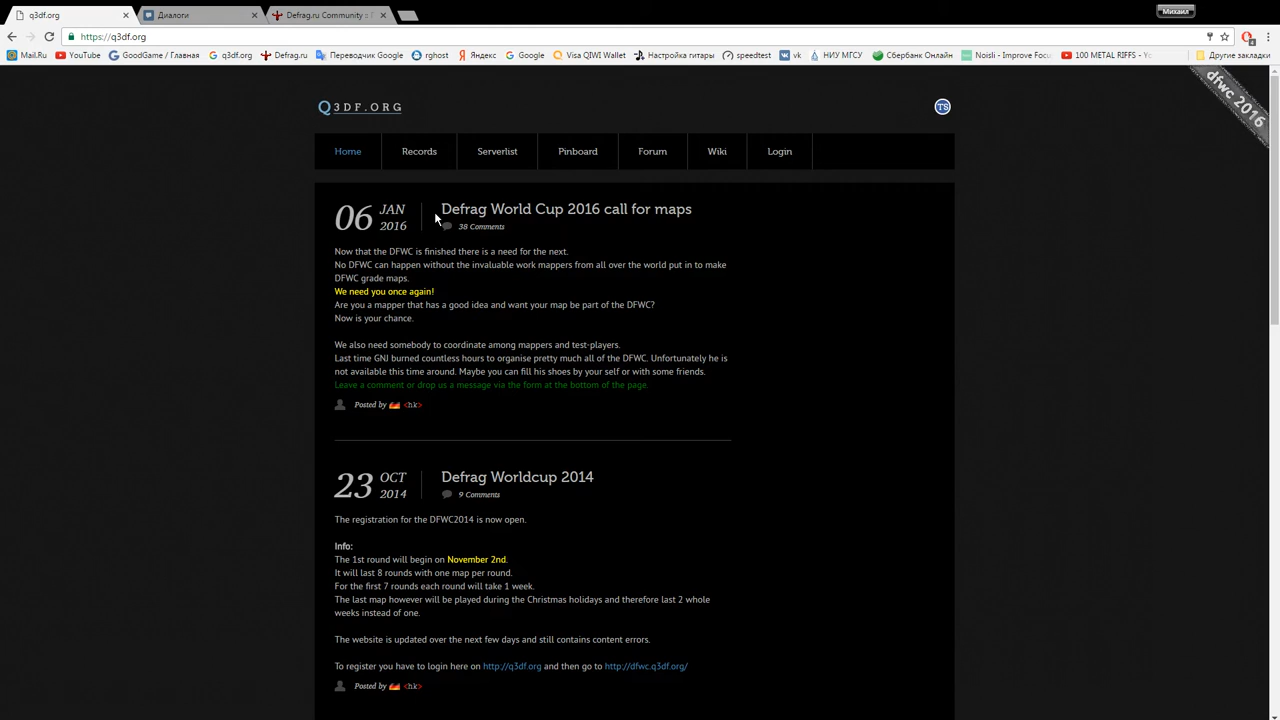 q3df.org
Диалоги
Defrag.ru Community :: F
Михаил
https://q3df.org
Mail.Ru
YouTube
GoodGame / Главная
q3df.org
Defrag.ru
Переводчик Google
rghost
Яндекс
Google
Visa QIWI Wallet
Настройка гитары
speedtest
vk
НИУ МГСУ
Сбербанк Онлайн
Noisli - Improve Focus
100 METAL RIFFS - Yo
Другие закладки
Q3DF.ORG
TS
dfwc 2016
Home
Records
Serverlist
Pinboard
Forum
Wiki
Login
06 JAN 2016
Defrag World Cup 2016 call for maps
38 Comments
Now that the DFWC is finished there is a need for the next.
No DFWC can happen without the invaluable work mappers from all over the world put in to make
DFWC grade maps.
We need you once again!
Are you a mapper that has a good idea and want your map be part of the DFWC?
Now is your chance.
We also need somebody to coordinate among mappers and test-players.
Last time GNJ burned countless hours to organise pretty much all of the DFWC. Unfortunately he is
not available this time around. Maybe you can fill his shoes by your self or with some friends.
Leave a comment or drop us a message via the form at the bottom of the page.
Posted by <hk>
23 OCT 2014
Defrag Worldcup 2014
9 Comments
The registration for the DFWC2014 is now open.
Info:
The 1st round will begin on November 2nd.
It will last 8 rounds with one map per round.
For the first 7 rounds each round will take 1 week.
The last map however will be played during the Christmas holidays and therefore last 2 whole
weeks instead of one.
The website is updated over the next few days and still contains content errors.
To register you have to login here on http://q3df.org and then go to http://dfwc.q3df.org/
Posted by <hk>